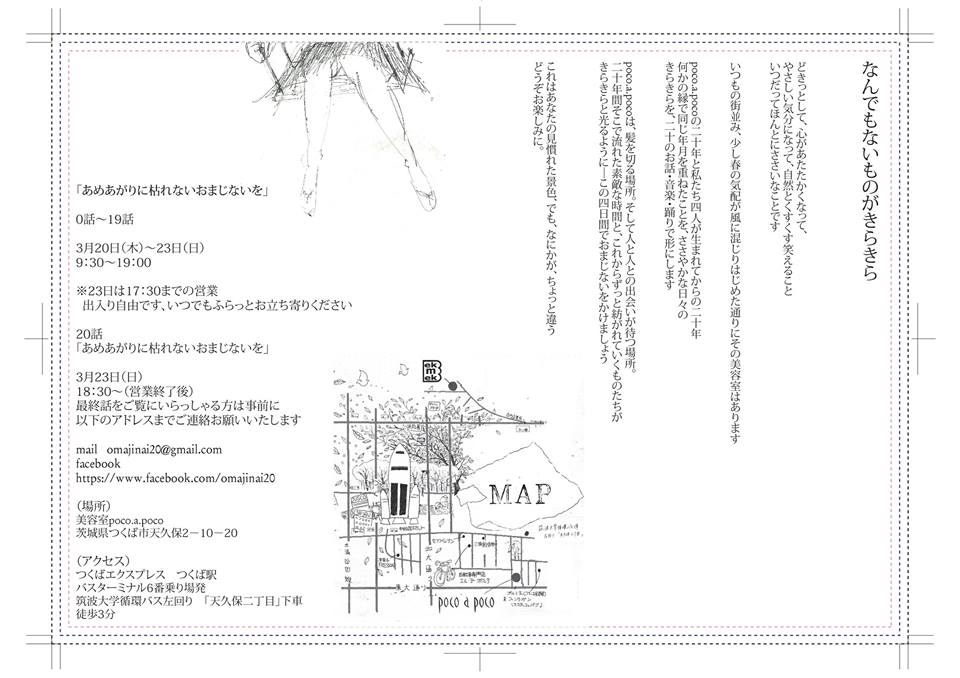 なんでもないものがきらきら
どきっとして、心があたたかくなって、
やさしい気分になって、自然とくすくす笑えること
いつだってほんとにささいなことです
いつもの街並み、少し春の気配が風に混じりはじめた通りにその美容室はあります
poco.a.pocoの二十年と私たち四人が生まれてからの二十年
何かの縁で同じ年月を重ねたことを、ささやかな日々の
きらきらを、二十のお話・音楽・踊りで形にします
poco.a.pocoは、髪を切る場所。そして人と人との出会いが待つ場所。
二十年間そこで流れた素敵な時間と、これからずっと紡がれていくものたちが
きらきらと光るように―この四日間でおまじないをかけましょう
これはあなたの見慣れた景色、でも、なにかが、ちょっと違う
どうぞお楽しみに。
「あめあがりに枯れないおまじないを」
0話〜19話
3月20日(木)〜23日(日)
9:30〜19:00
※23日は17:30までの営業
出入り自由です、いつでもふらっとお立ち寄りください
20話
「あめあがりに枯れないおまじないを」
3月23日(日)
18:30〜(営業終了後)
最終話をご覧にいらっしゃる方は事前に
以下のアドレスまでご連絡お願いいたします
mail omajinai20@gmail.com
facebook
https://www.facebook.com/omajinai20
(場所)
美容室poco.a.poco
茨城県つくば市天久保2−10−20
(アクセス)
つくばエクスプレス つくば駅
バスターミナル6番乗り場発
筑波大学循環バス左回り 「天久保二丁目」下車
徒歩3分
ek
mek
MAP
東大通り
poco a poco